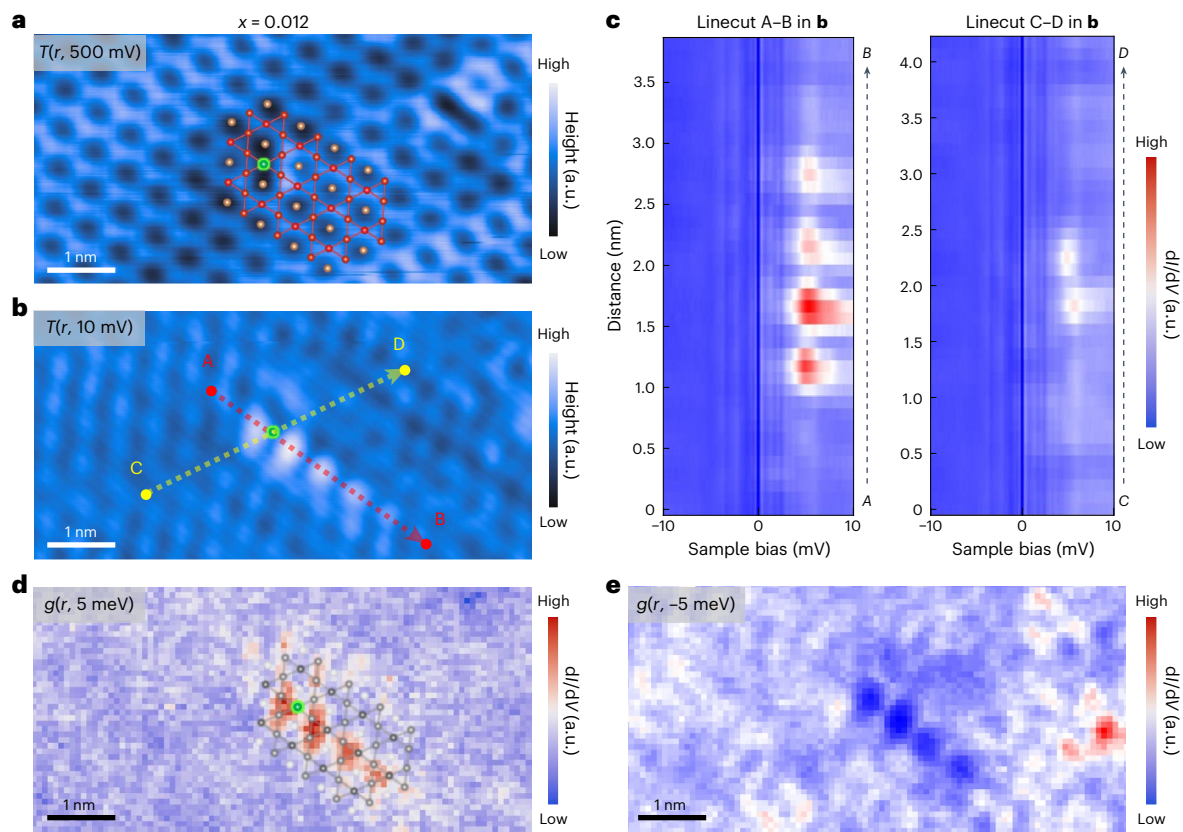 a
x = 0.012
T(r, 500 mV)
High
Height (a.u.)
Low
1 nm
b
T(r, 10 mV)
A
D
C
B
High
Height (a.u.)
Low
1 nm
c
Linecut A–B in b
Linecut C–D in b
Distance (nm)
3.5
3.0
2.5
2.0
1.5
1.0
0.5
0
–10
0
10
Sample bias (mV)
B
A
4.0
3.5
3.0
2.5
2.0
1.5
1.0
0.5
0
–10
0
10
Sample bias (mV)
D
C
High
dI/dV (a.u.)
Low
d
g(r, 5 meV)
High
dI/dV (a.u.)
Low
1 nm
e
g(r, –5 meV)
High
dI/dV (a.u.)
Low
1 nm